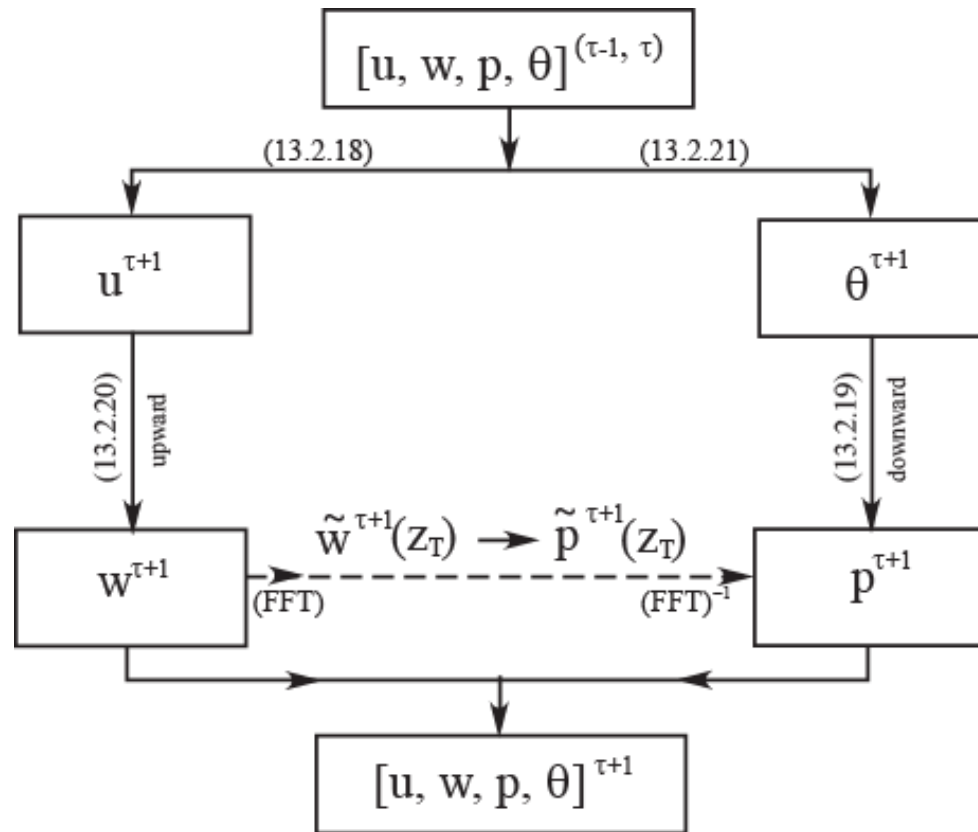 [u, w, p, θ]^(τ-1, τ)
(13.2.18)
(13.2.21)
u^τ+1
θ^τ+1
(13.2.20)
upward
(13.2.19)
downward
w̃^τ+1(z_T) → p̃^τ+1(z_T)
w^τ+1
p^τ+1
(FFT)
(FFT)^-1
[u, w, p, θ]^τ+1